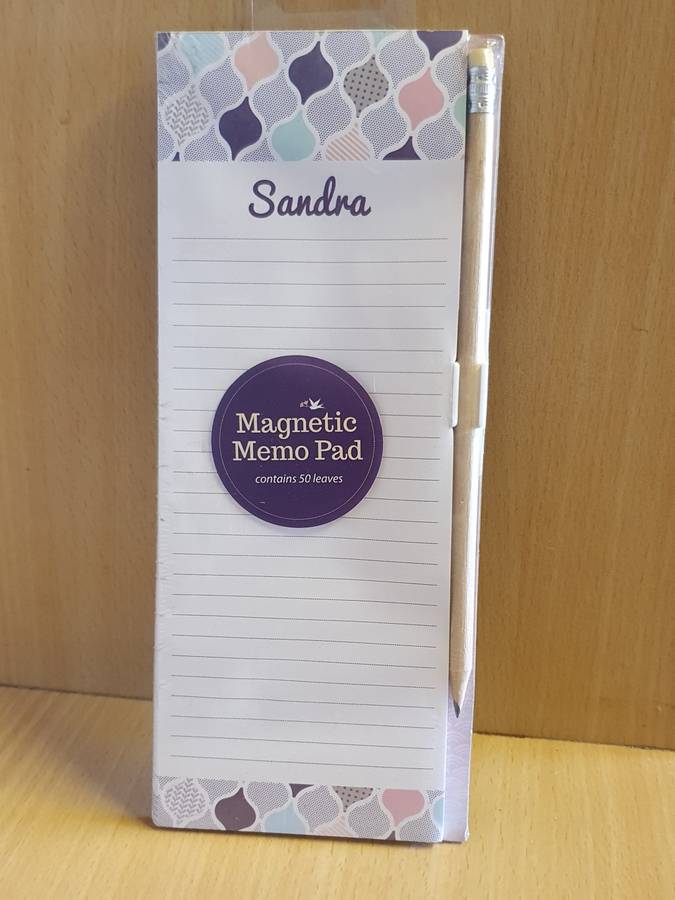 Sandra
Magnetic
Memo Pad
contains 50 leaves